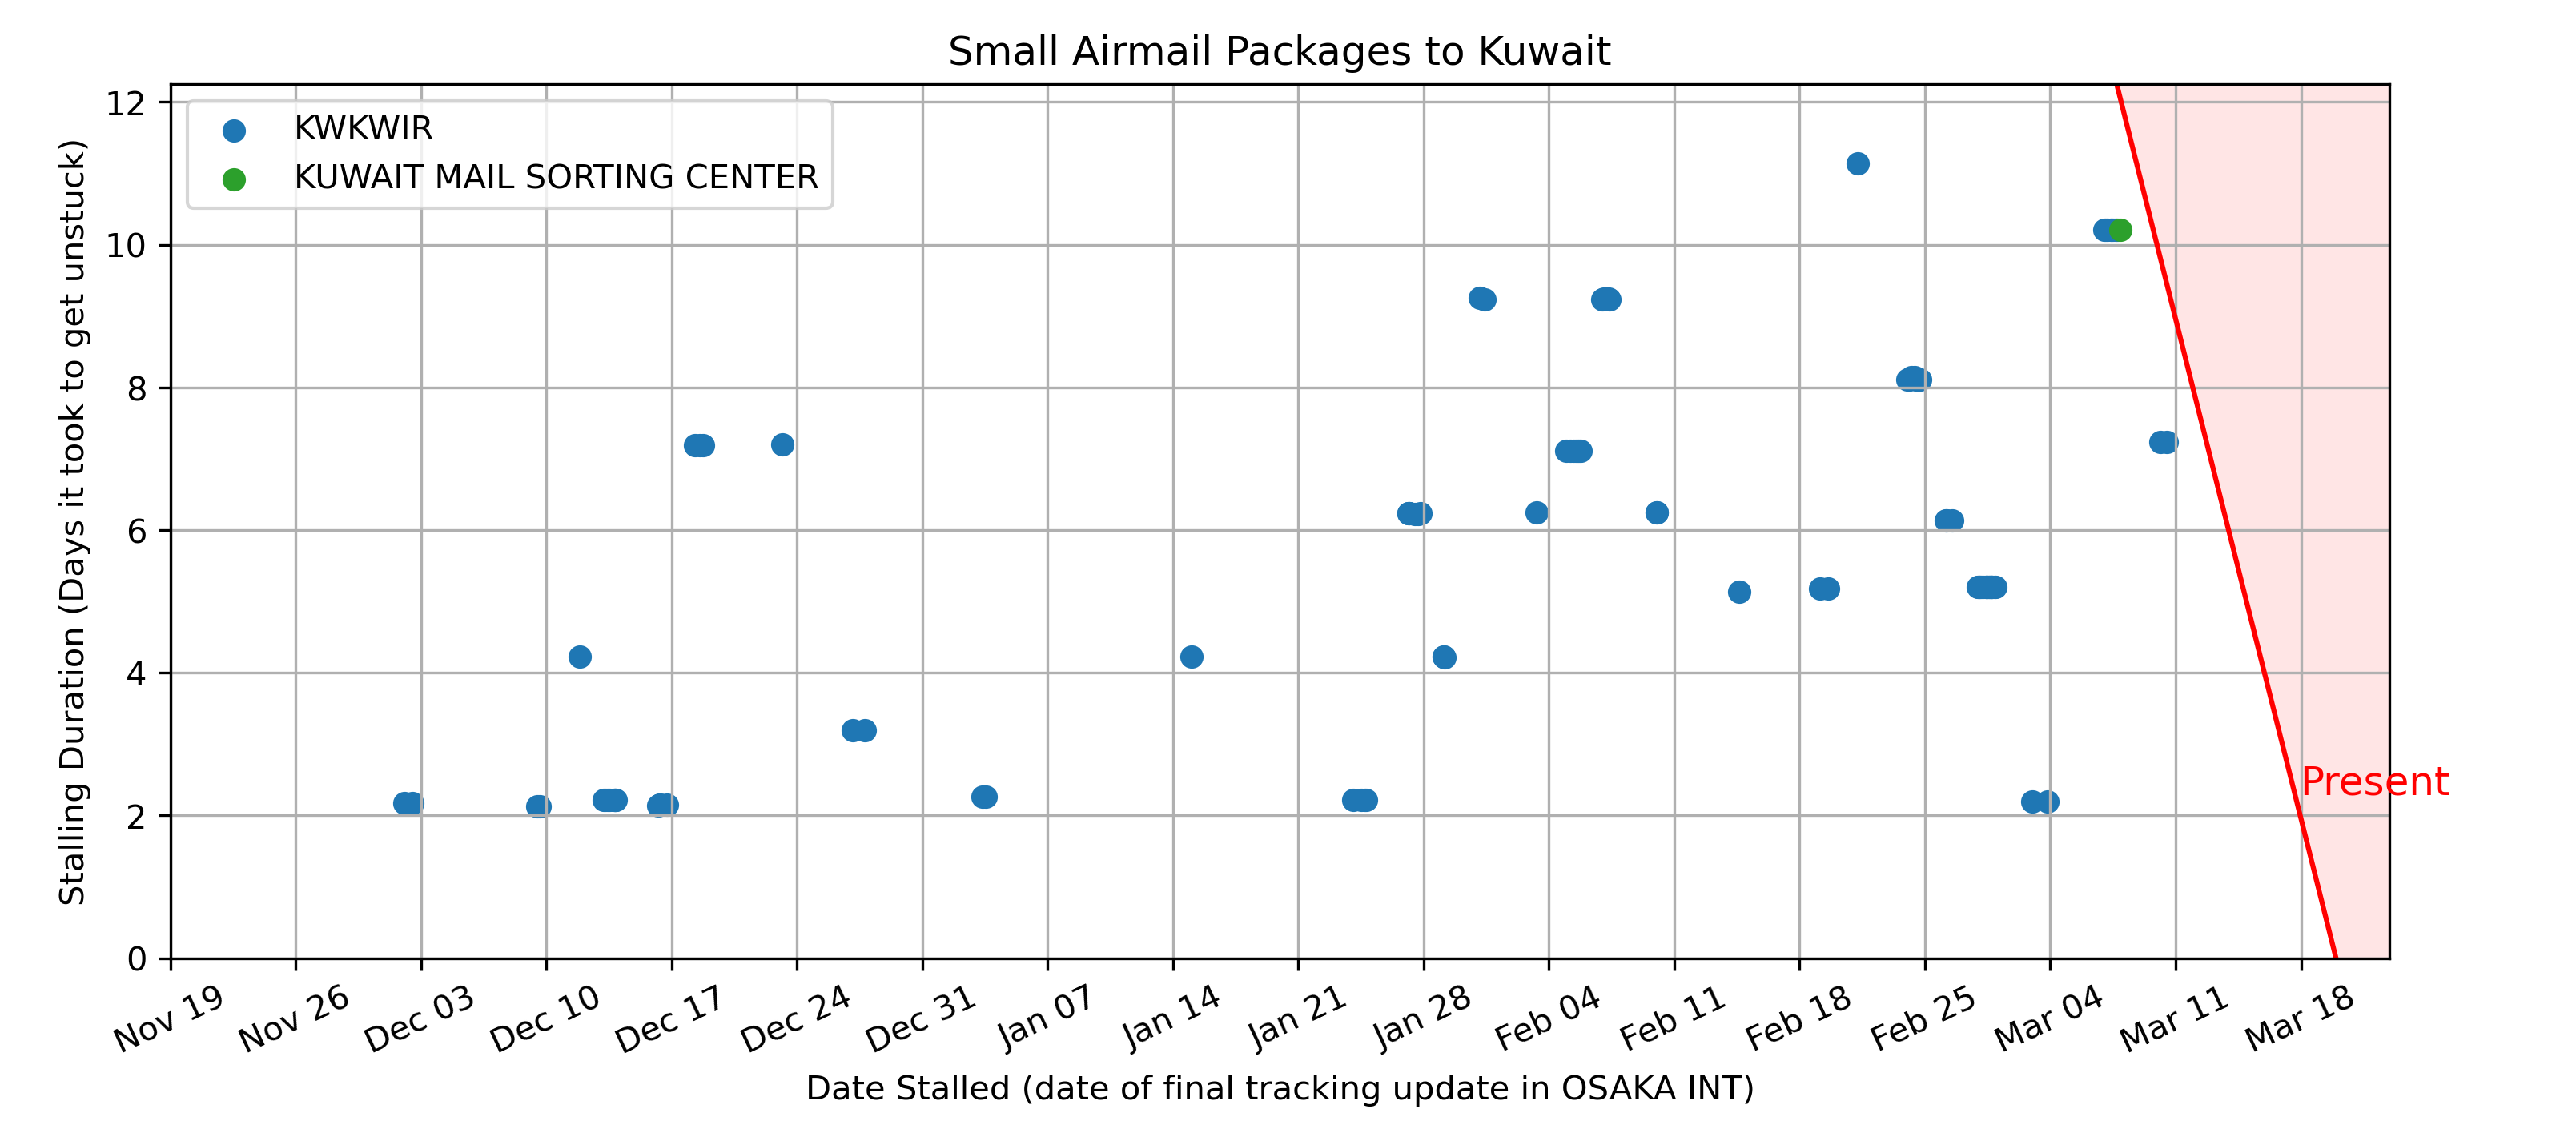 Small Airmail Packages to Kuwait
KWKWIR
KUWAIT MAIL SORTING CENTER
Stalling Duration (Days it took to get unstuck)
12
10
8
6
4
2
0
Present
Nov 19
Nov 26
Dec 03
Dec 10
Dec 17
Dec 24
Dec 31
Jan 07
Jan 14
Jan 21
Jan 28
Feb 04
Feb 11
Feb 18
Feb 25
Mar 04
Mar 11
Mar 18
Date Stalled (date of final tracking update in OSAKA INT)